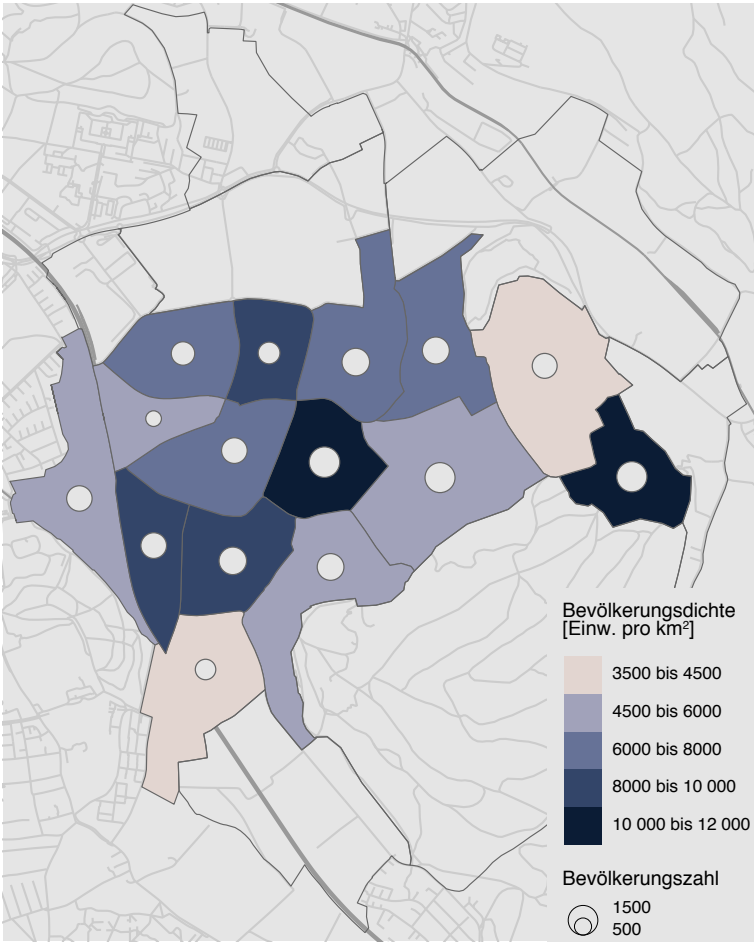 Bevölkerungsdichte
[Einw. pro km²]
3500 bis 4500
4500 bis 6000
6000 bis 8000
8000 bis 10 000
10 000 bis 12 000
Bevölkerungszahl
1500
500